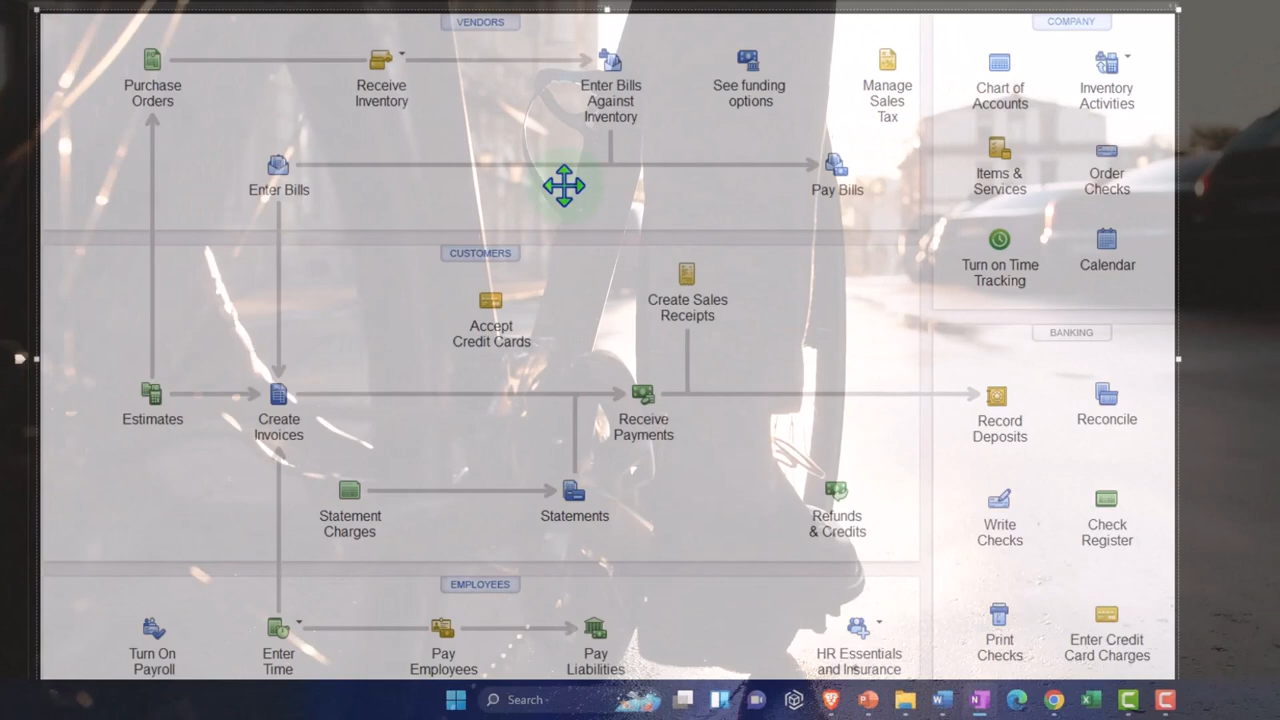 VENDORS
COMPANY
Purchase
Orders
Receive
Inventory
Enter Bills
Against
Inventory
See funding
options
Manage
Sales
Tax
Chart of
Accounts
Inventory
Activities
Enter Bills
Pay Bills
Items &
Services
Order
Checks
CUSTOMERS
Turn on Time
Tracking
Calendar
Accept
Credit Cards
Create Sales
Receipts
BANKING
Estimates
Create
Invoices
Receive
Payments
Record
Deposits
Reconcile
Statement
Charges
Statements
Refunds
& Credits
Write
Checks
Check
Register
EMPLOYEES
Turn On
Payroll
Enter
Time
Pay
Employees
Pay
Liabilities
HR Essentials
and Insurance
Print
Checks
Enter Credit
Card Charges
Search